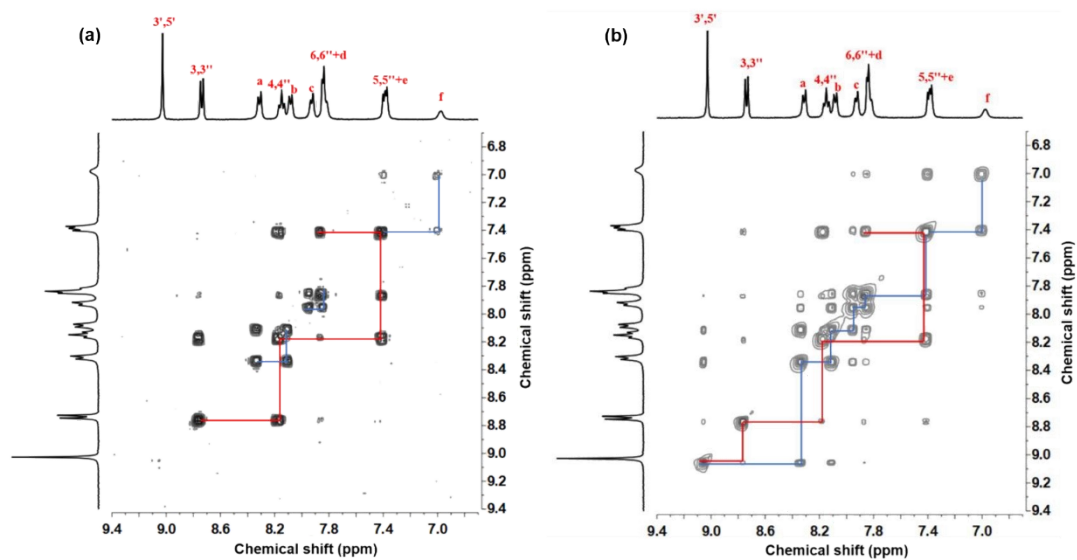 (a)
3',5'
3,3"
a
4,4"
b
c
6,6"+d
5,5"+e
f
6.8
7.0
7.2
7.4
7.6
7.8
8.0
8.2
8.4
8.6
8.8
9.0
9.2
9.4
Chemical shift (ppm)
9.4 9.0 8.6 8.2 7.8 7.4 7.0
Chemical shift (ppm)
(b)
3',5'
3,3"
a
4,4"
b
c
6,6"+d
5,5"+e
f
6.8
7.0
7.2
7.4
7.6
7.8
8.0
8.2
8.4
8.6
8.8
9.0
9.2
9.4
Chemical shift (ppm)
9.4 9.0 8.6 8.2 7.8 7.4 7.0
Chemical shift (ppm)